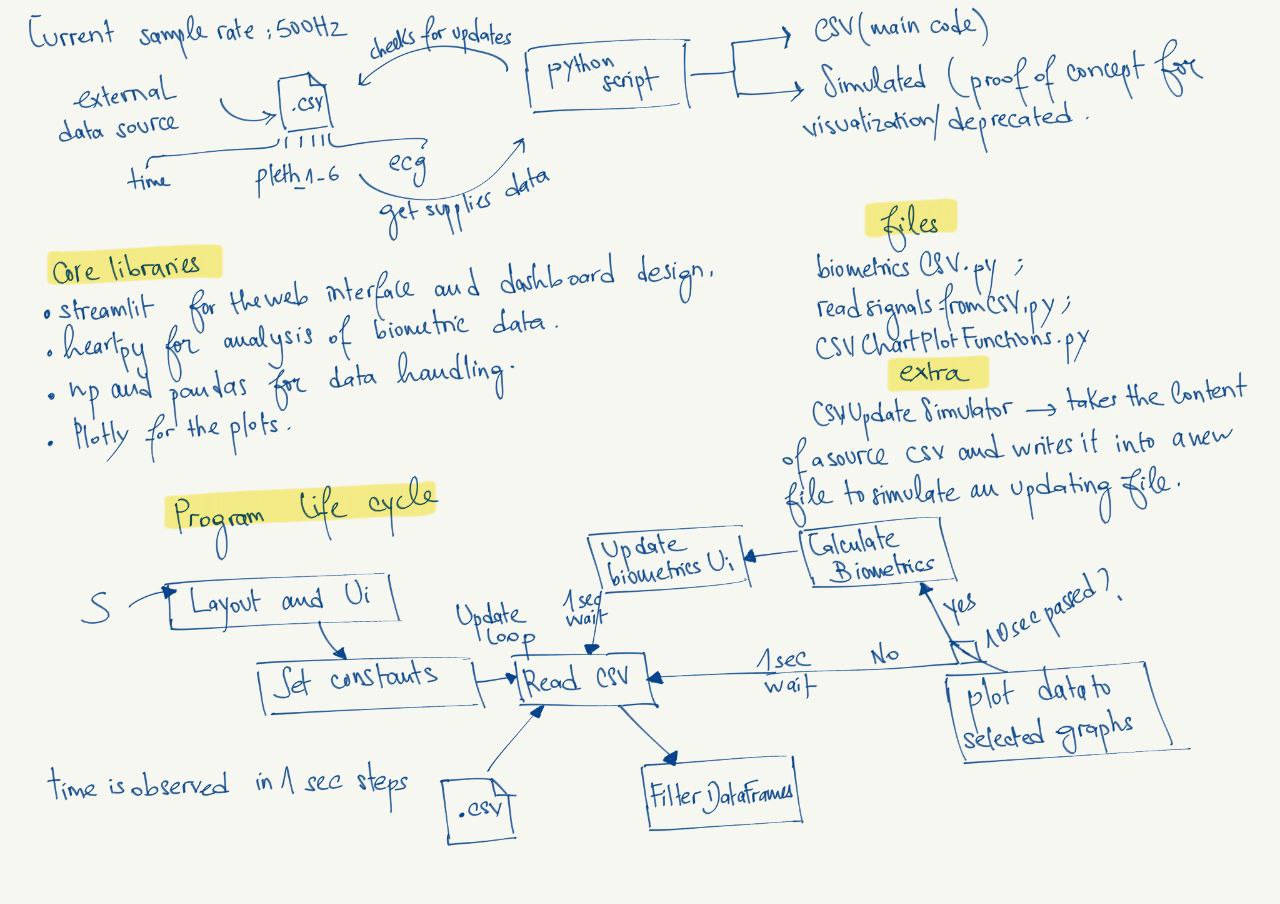 Current sample rate : 500Hz
checks for updates
external
data source
.csv
time
pleth_1-6
ecg
get supplies data
python
script
CSV (main code)
Simulated (proof of concept for
visualization/deprecated.
Core libraries
• streamlit for the web interface and dashboard design.
• heartpy for analysis of biometric data.
• np and pandas for data handling.
• Plotly for the plots.
files
biometrics CSV.py ;
read signals from CSV.py ;
CSV Chart Plot Functions.py
extra
CSV Update Simulator → takes the Content
of a source csv and writes it into a new
file to simulate an updating file.
Program life cycle
S
Layout and Ui
Set constants
Update
loop
Read CSV
.csv
Filter DataFrames
plot data to
selected graphs
10sec passed?
No
1sec
wait
yes
Calculate
Biometrics
Update
biometrics Ui
1sec
wait
time is observed in 1 sec steps